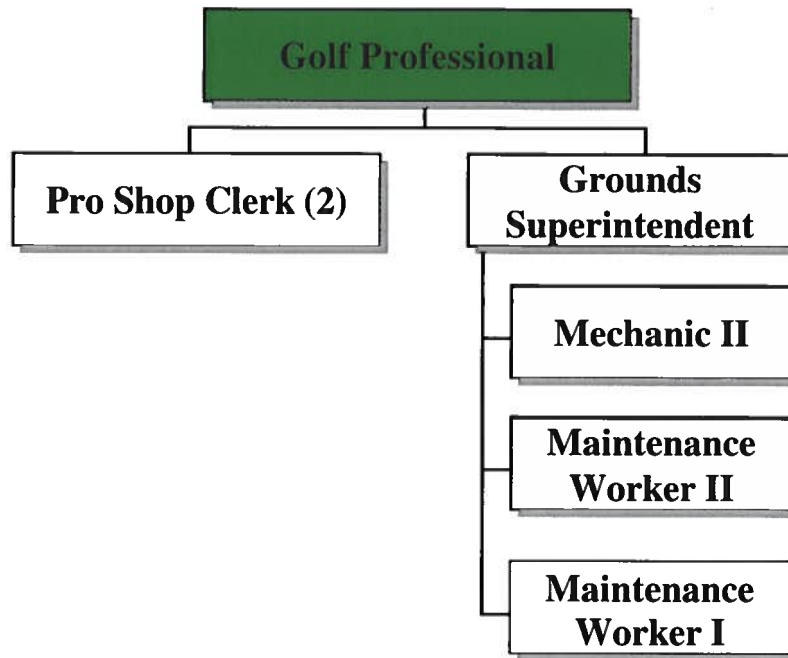 Golf Professional
Pro Shop Clerk (2)
Grounds
Superintendent
Mechanic II
Maintenance
Worker II
Maintenance
Worker I